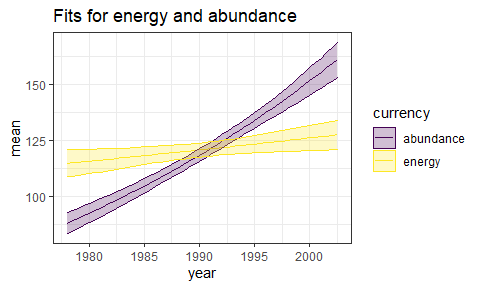 Fits for energy and abundance
mean
150
125
100
1980 1985 1990 1995 2000
year
currency
abundance
energy